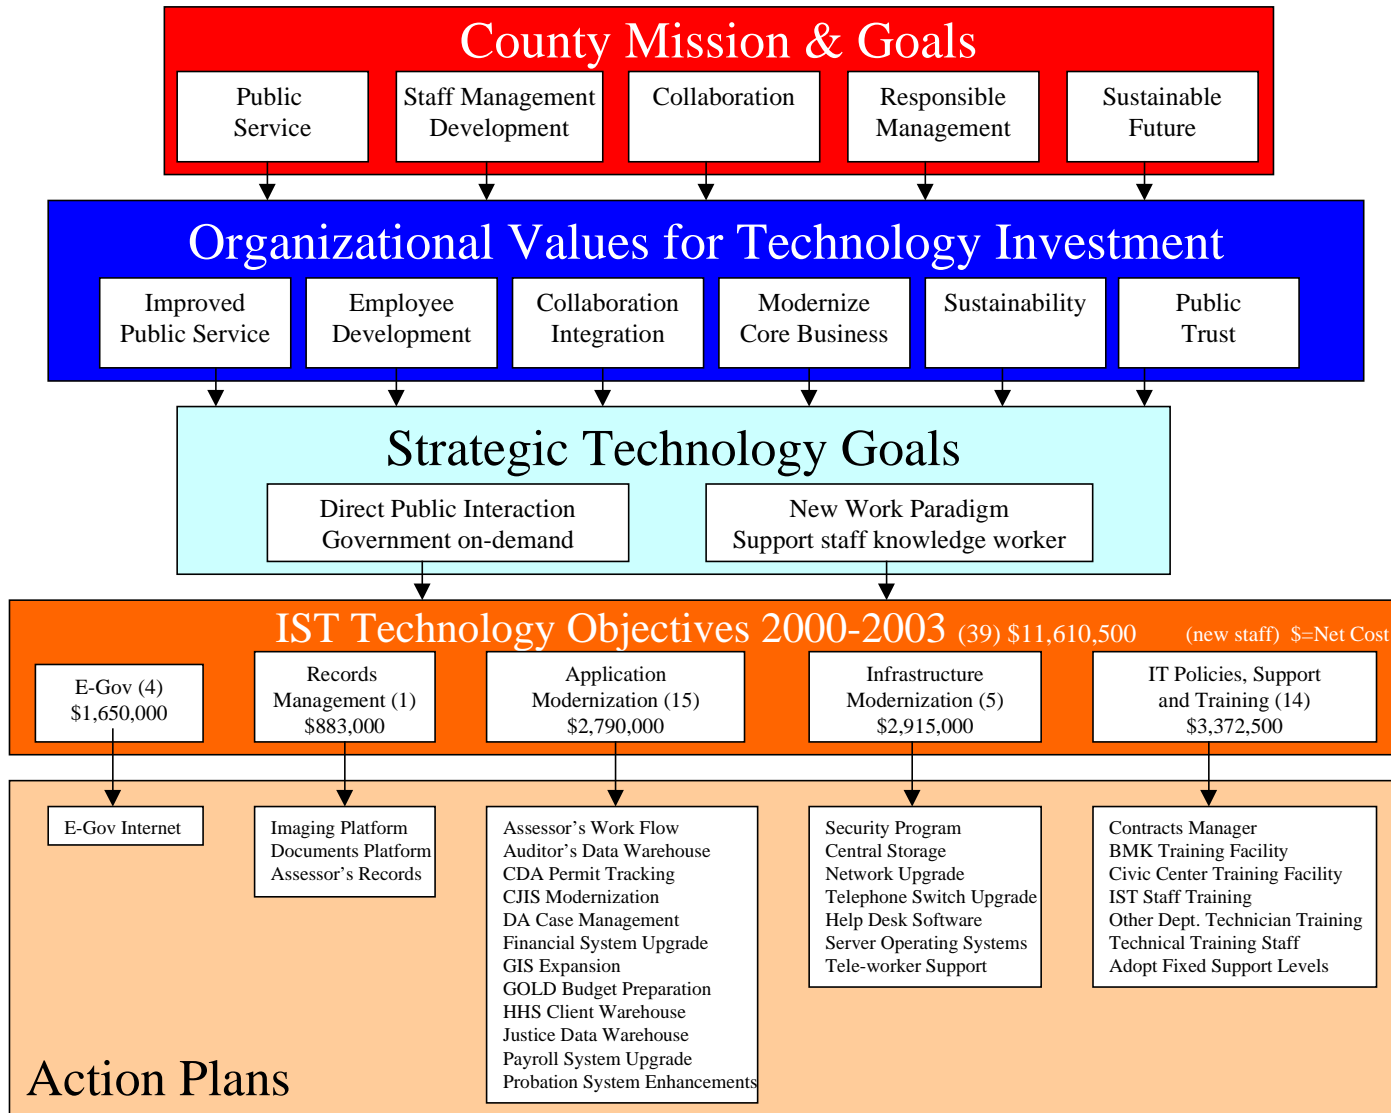 County Mission & Goals
Public
Service
Staff Management
Development
Collaboration
Responsible
Management
Sustainable
Future
Organizational Values for Technology Investment
Improved
Public Service
Employee
Development
Collaboration
Integration
Modernize
Core Business
Sustainability
Public
Trust
Strategic Technology Goals
Direct Public Interaction
Government on-demand
New Work Paradigm
Support staff knowledge worker
IST Technology Objectives 2000-2003 (39) $11,610,500 (new staff) $=Net Cost
E-Gov (4)
$1,650,000
Records
Management (1)
$883,000
Application
Modernization (15)
$2,790,000
Infrastructure
Modernization (5)
$2,915,000
IT Policies, Support
and Training (14)
$3,372,500
E-Gov Internet
Imaging Platform
Documents Platform
Assessor's Records
Assessor's Work Flow
Auditor's Data Warehouse
CDA Permit Tracking
CJIS Modernization
DA Case Management
Financial System Upgrade
GIS Expansion
GOLD Budget Preparation
HHS Client Warehouse
Justice Data Warehouse
Payroll System Upgrade
Probation System Enhancements
Security Program
Central Storage
Network Upgrade
Telephone Switch Upgrade
Help Desk Software
Server Operating Systems
Tele-worker Support
Contracts Manager
BMK Training Facility
Civic Center Training Facility
IST Staff Training
Other Dept. Technician Training
Technical Training Staff
Adopt Fixed Support Levels
Action Plans